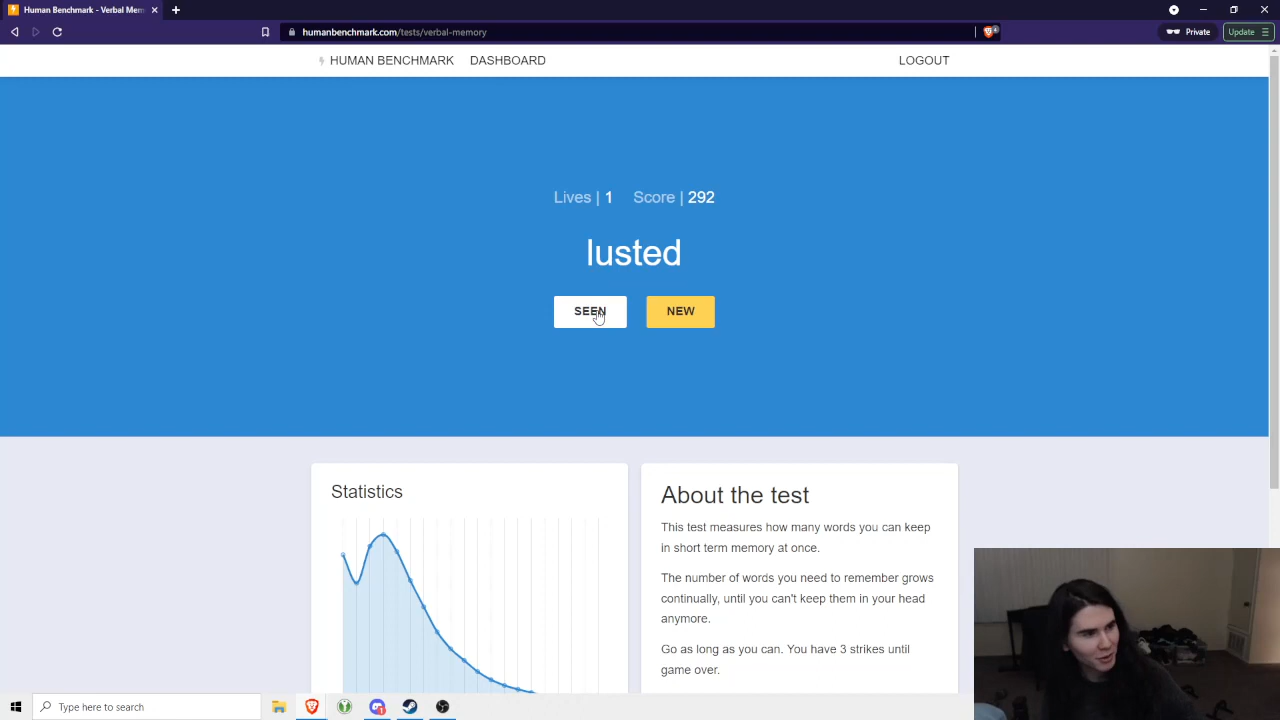 Human Benchmark - Verbal Mem
humanbenchmark.com/tests/verbal-memory
4
Private
Update
HUMAN BENCHMARK
DASHBOARD
LOGOUT
Lives | 1
Score | 292
lusted
SEEN
NEW
Statistics
About the test
This test measures how many words you can keep
in short term memory at once.
The number of words you need to remember grows
continually, until you can't keep them in your head
anymore.
Go as long as you can. You have 3 strikes until
game over.
Type here to search